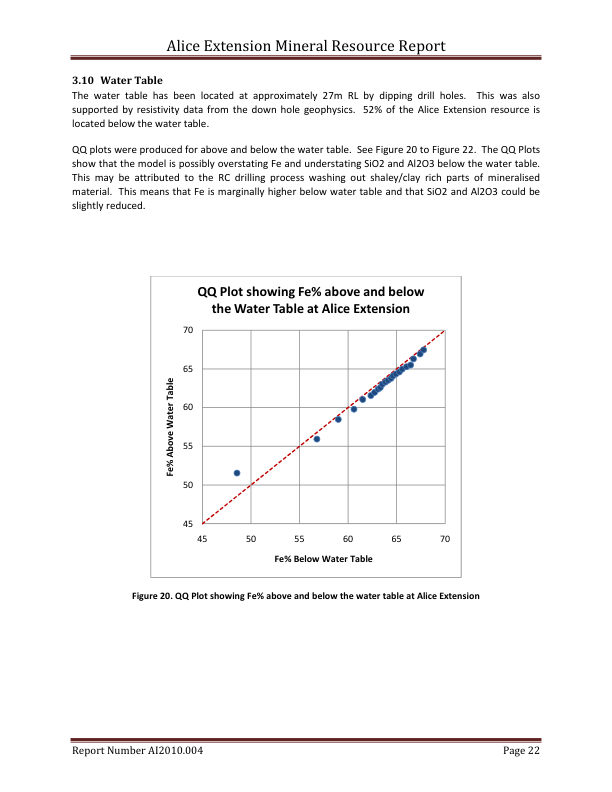 Alice Extension Mineral Resource Report
3.10 Water Table
The water table has been located at approximately 27m RL by dipping drill holes. This was also
supported by resistivity data from the down hole geophysics. 52% of the Alice Extension resource is
located below the water table.
QQ plots were produced for above and below the water table. See Figure 20 to Figure 22. The QQ Plots
show that the model is possibly overstating Fe and understating SiO2 and Al2O3 below the water table.
This may be attributed to the RC drilling process washing out shaley/clay rich parts of mineralised
material. This means that Fe is marginally higher below water table and that SiO2 and Al2O3 could be
slightly reduced.
QQ Plot showing Fe% above and below
the Water Table at Alice Extension
Fe% Above Water Table
70
65
60
55
50
45
45 50 55 60 65 70
Fe% Below Water Table
Figure 20. QQ Plot showing Fe% above and below the water table at Alice Extension
Report Number AI2010.004 Page 22